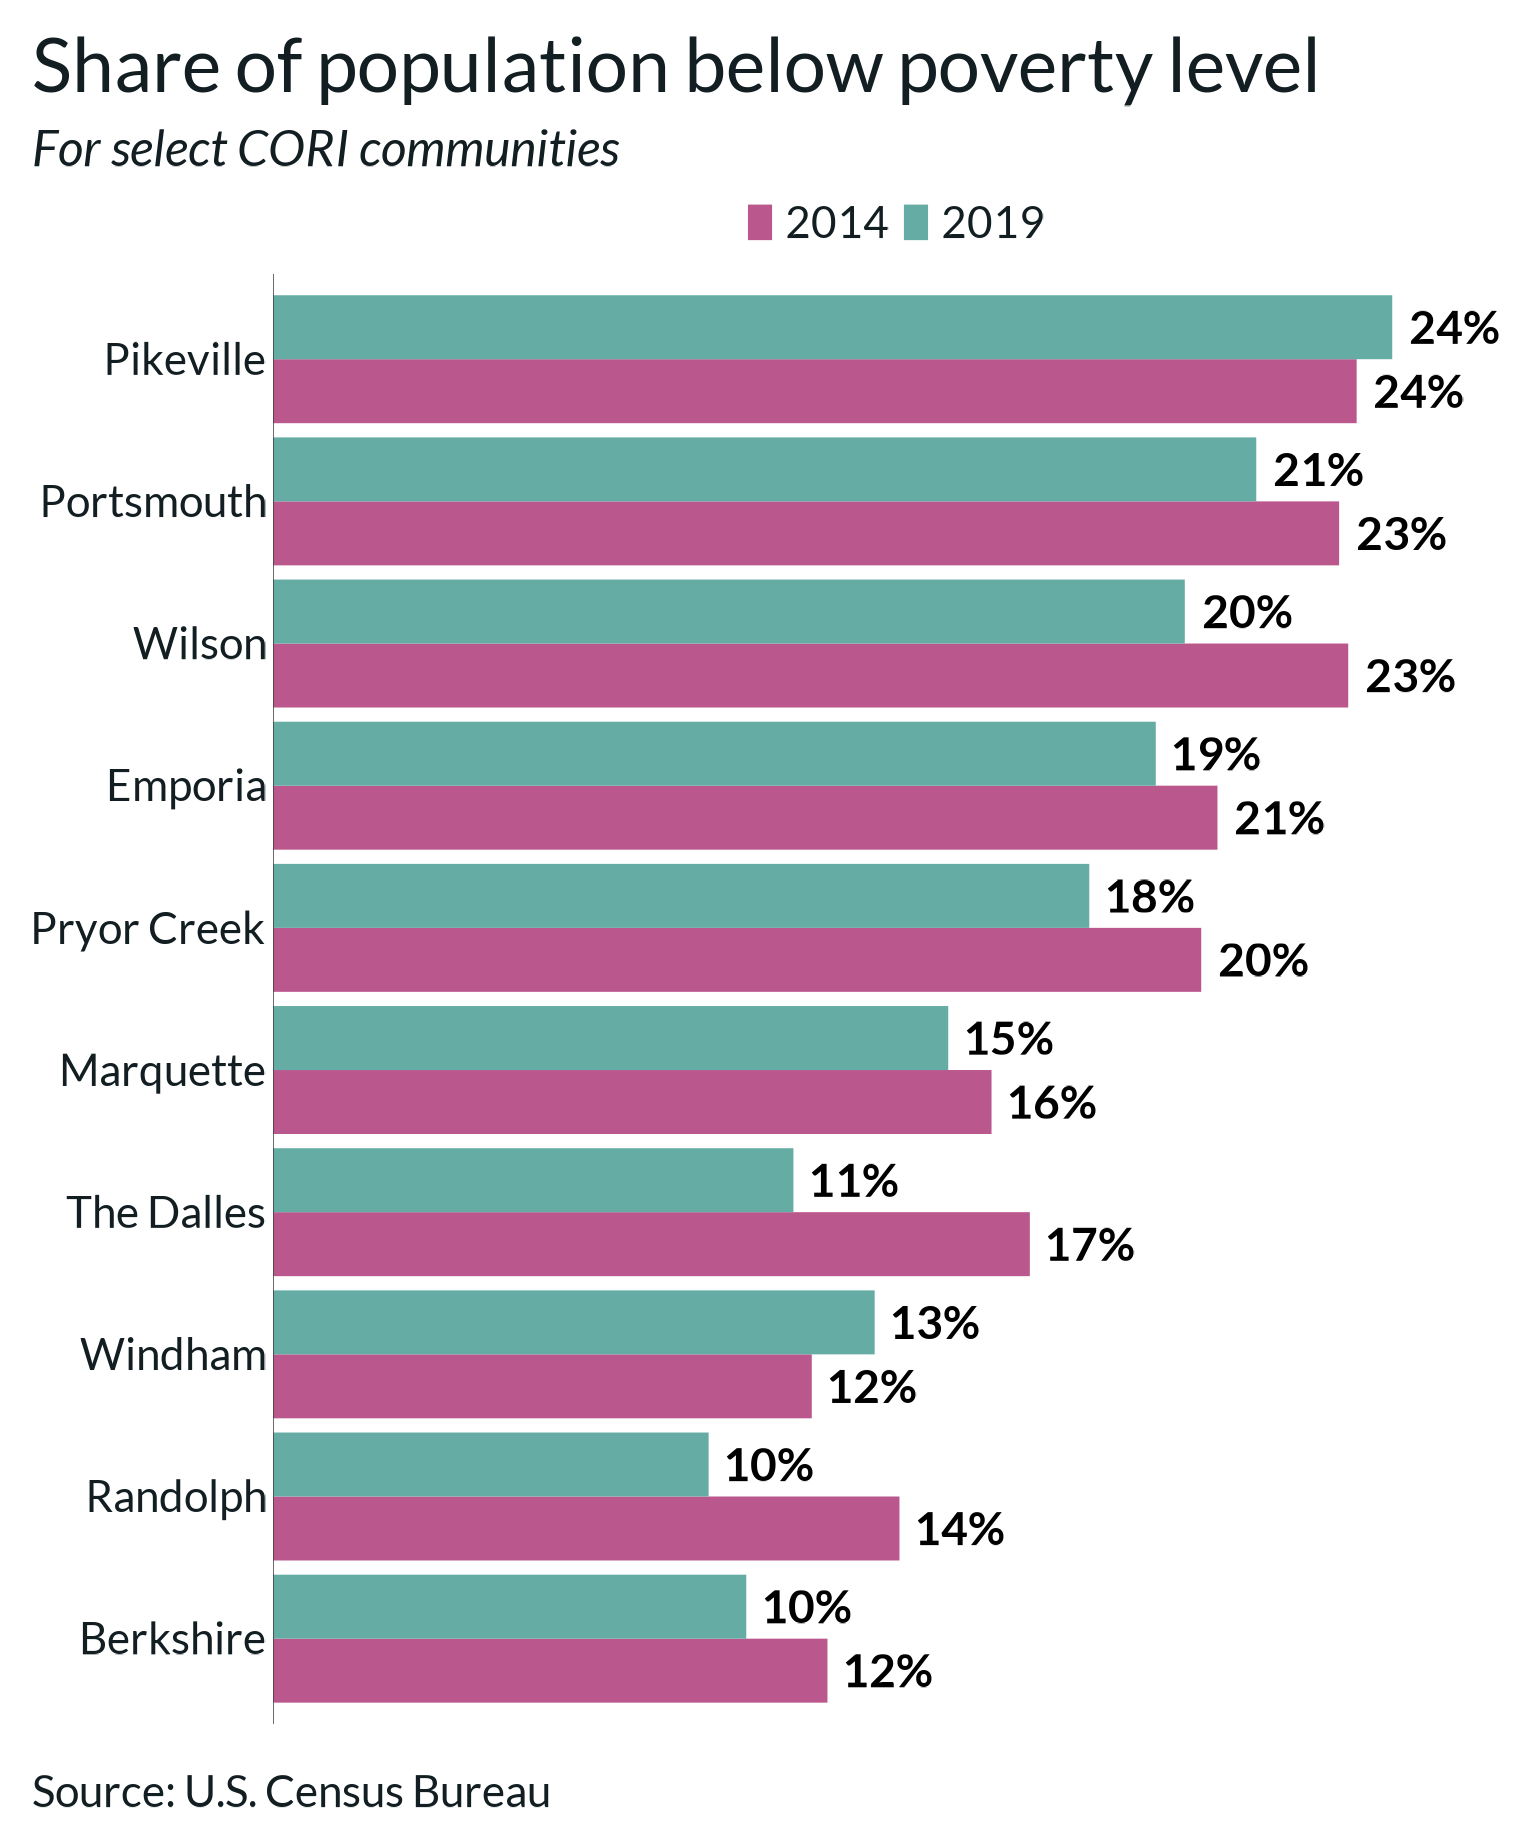 Share of population below poverty level
For select CORI communities
2014 2019
24%
Pikeville
24%
21%
Portsmouth
23%
20%
Wilson
23%
19%
Emporia
21%
18%
Pryor Creek
20%
15%
Marquette
16%
11%
The Dalles
17%
13%
Windham
12%
10%
Randolph
14%
10%
Berkshire
12%
Source: U.S. Census Bureau